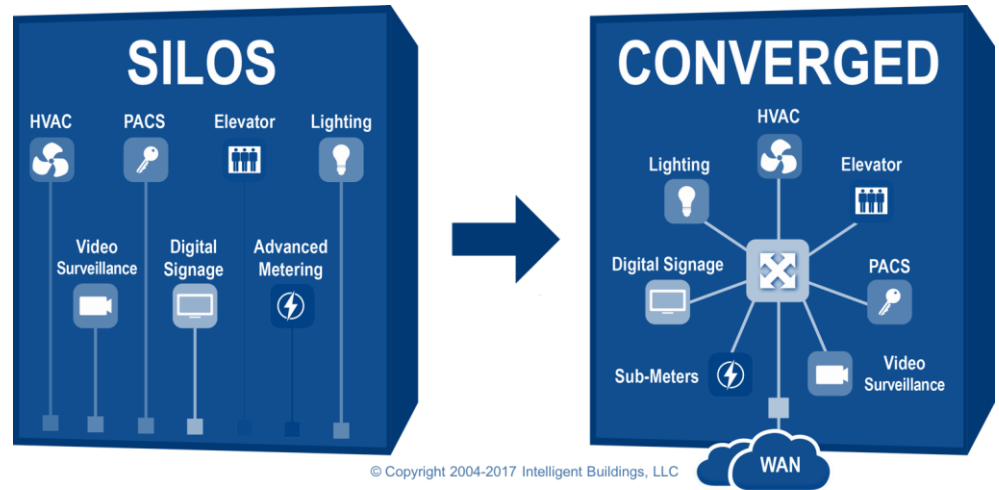 SILOS
HVAC
PACS
Elevator
Lighting
Video
Surveillance
Digital
Signage
Advanced
Metering
CONVERGED
HVAC
Lighting
Elevator
Digital Signage
PACS
Sub-Meters
Video
Surveillance
WAN
© Copyright 2004-2017 Intelligent Buildings, LLC